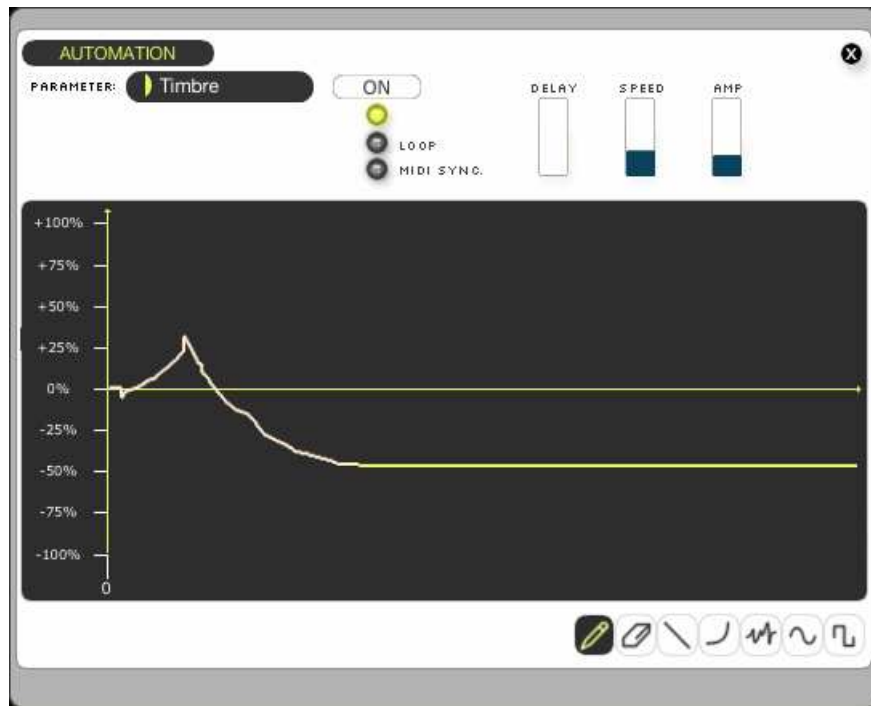 AUTOMATION
X
PARAMETER:
Timbre
ON
LOOP
MIDI SYNC.
DELAY
SPEED
AMP
+100%
+75%
+50%
+25%
0%
-25%
-50%
-75%
-100%
0